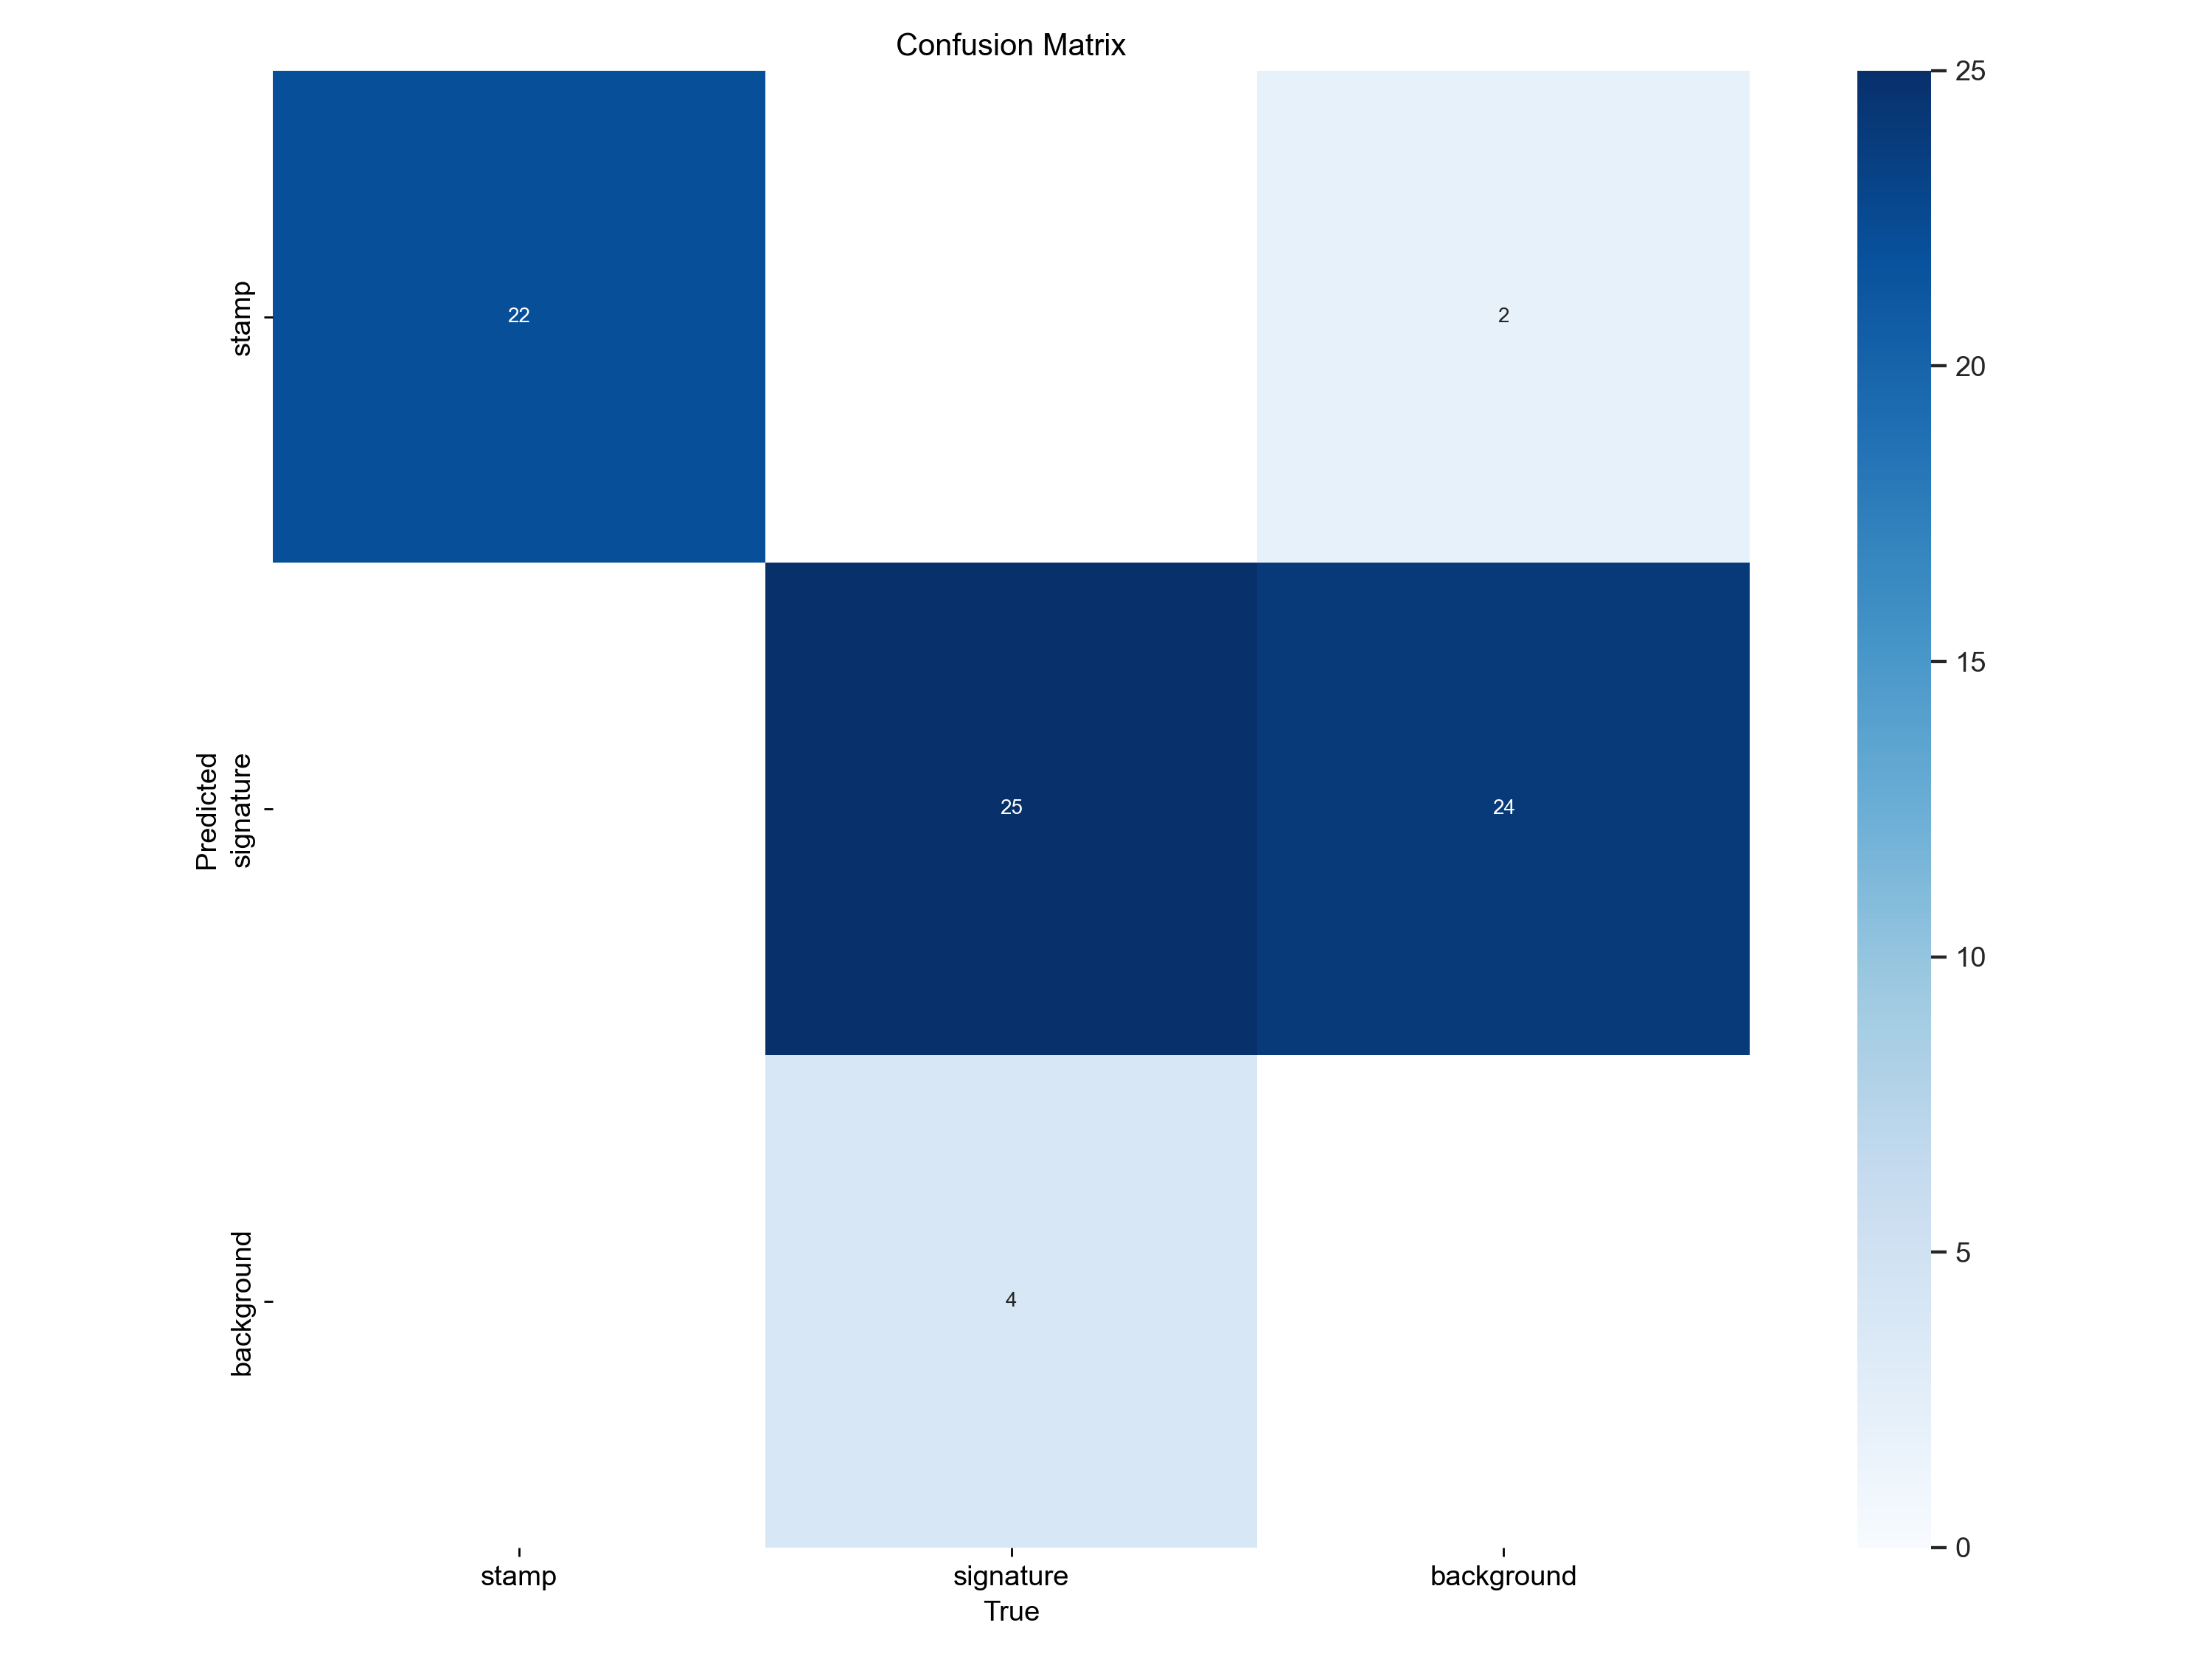 Confusion Matrix
stamp
22
2
Predicted
signature
25
24
background
4
stamp
signature
background
True
25
20
15
10
5
0